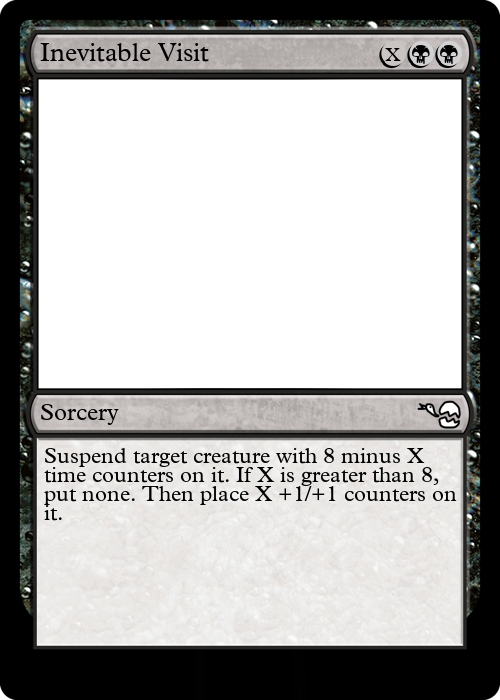 Inevitable Visit
X
Sorcery
Suspend target creature with 8 minus X
time counters on it. If X is greater than 8,
put none. Then place X +1/+1 counters on
it.